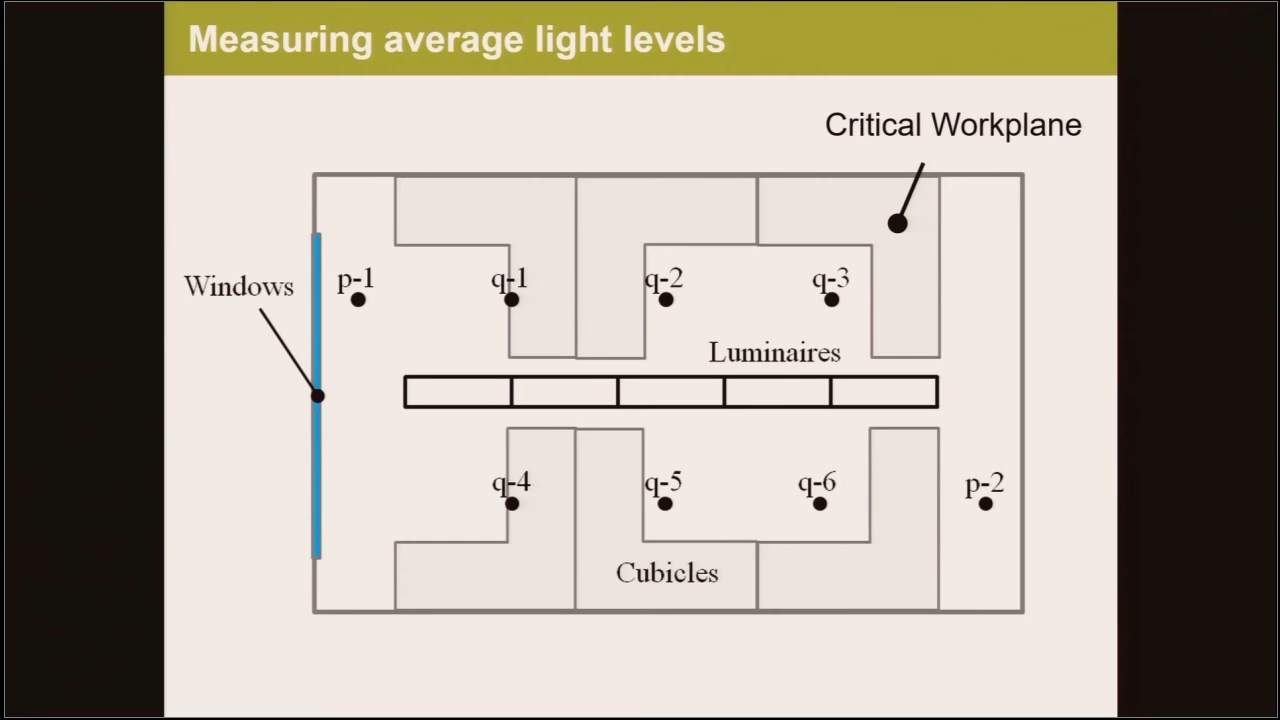 Measuring average light levels
Critical Workplane
Windows
p-1
q-1
q-2
q-3
Luminaires
q-4
q-5
q-6
p-2
Cubicles